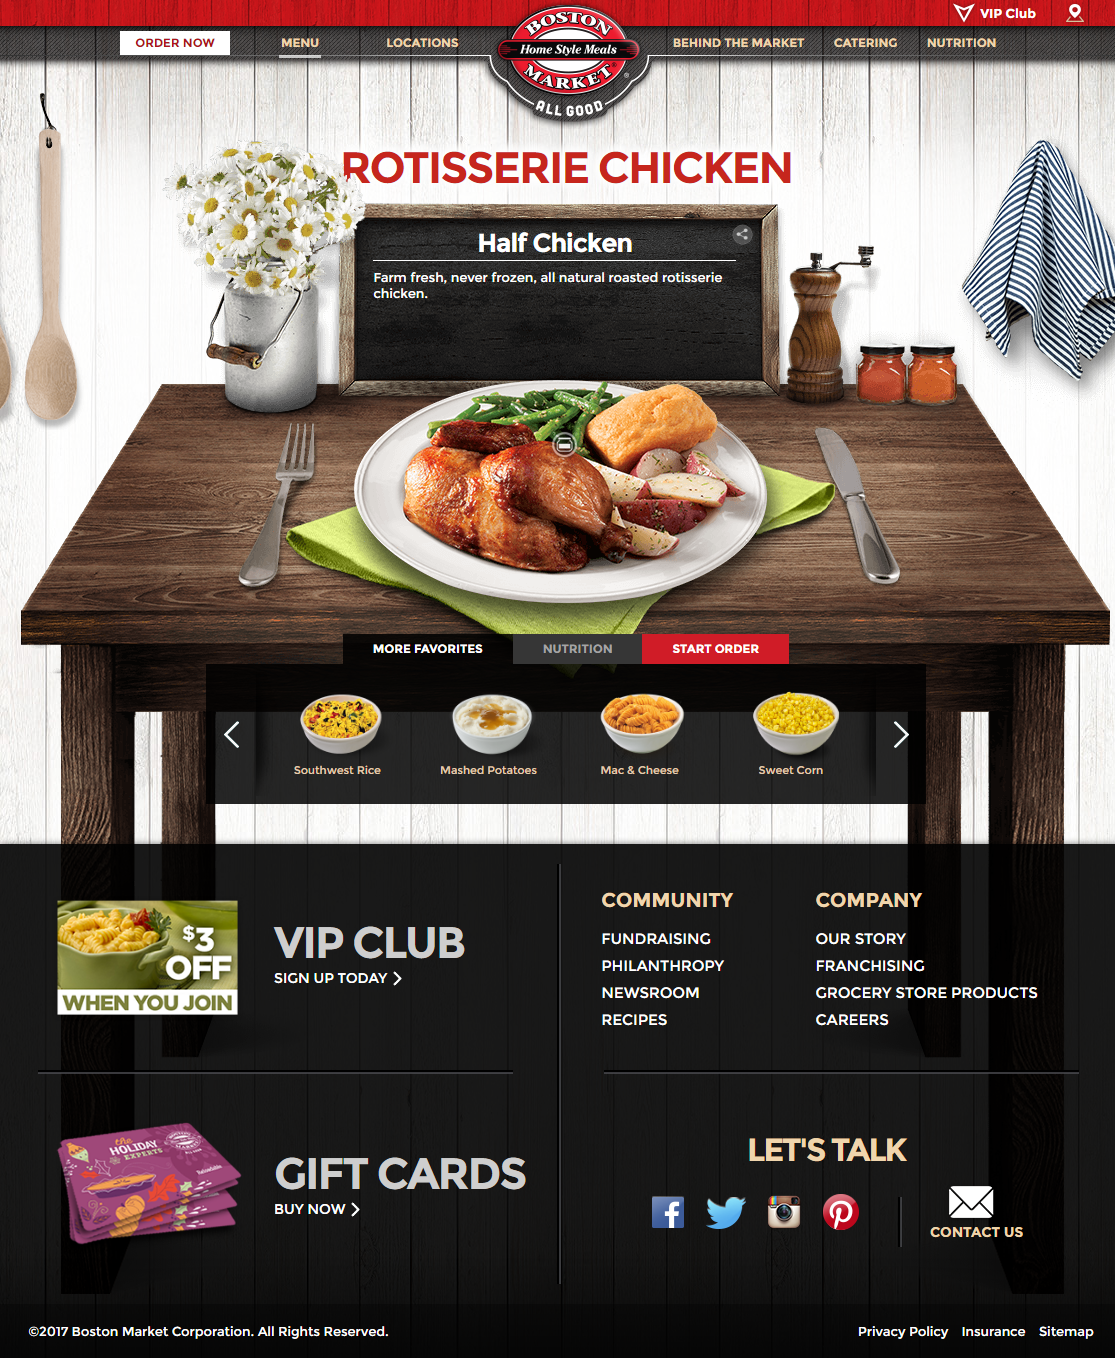 VIP Club
ORDER NOW
MENU
LOCATIONS
BOSTON
Home Style Meals
MARKET
ALL GOOD
BEHIND THE MARKET
CATERING
NUTRITION
ROTISSERIE CHICKEN
Half Chicken
Farm fresh, never frozen, all natural roasted rotisserie
chicken.
MORE FAVORITES
NUTRITION
START ORDER
Southwest Rice
Mashed Potatoes
Mac & Cheese
Sweet Corn
$3
OFF
WHEN YOU JOIN
VIP CLUB
SIGN UP TODAY
COMMUNITY
FUNDRAISING
PHILANTHROPY
NEWSROOM
RECIPES
COMPANY
OUR STORY
FRANCHISING
GROCERY STORE PRODUCTS
CAREERS
the
HOLIDAY
EXPERTS
BOSTON
MARKET
Reloadable
GIFT CARDS
BUY NOW
LET'S TALK
CONTACT US
©2017 Boston Market Corporation. All Rights Reserved.
Privacy Policy
Insurance
Sitemap